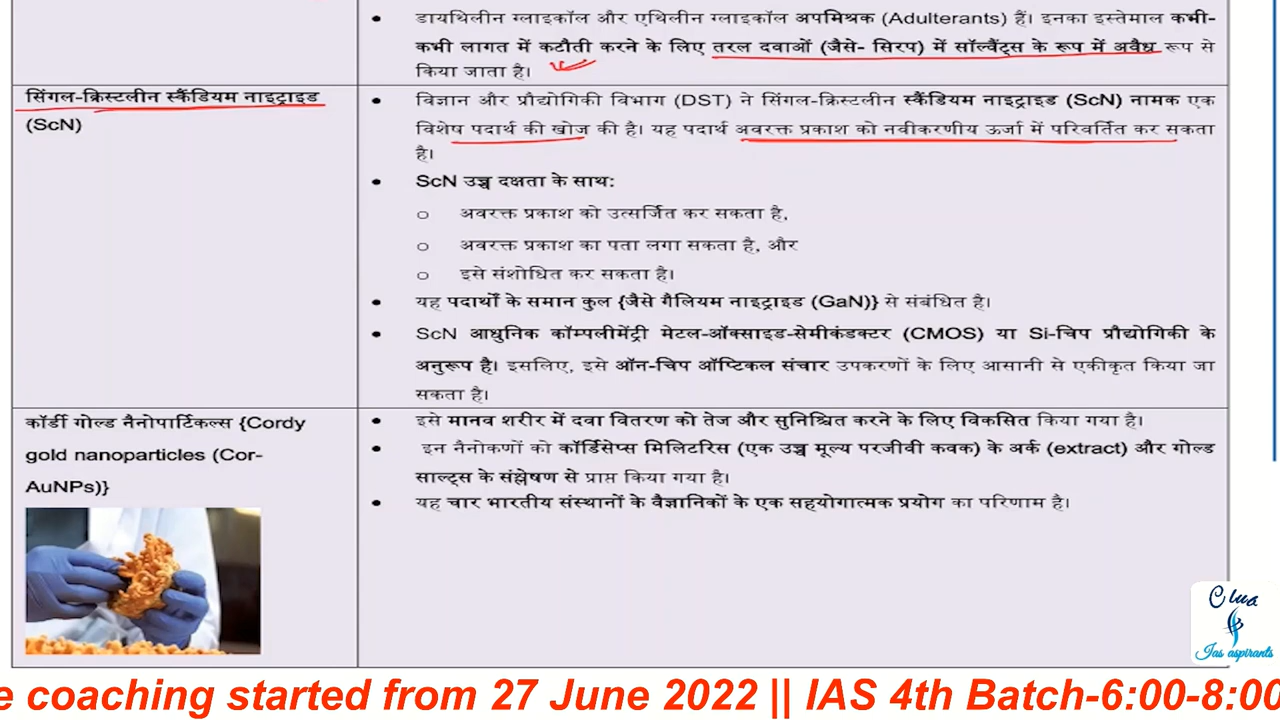 डायथिलीन ग्लाइकॉल और एथिलीन ग्लाइकॉल अपमिश्रक (Adulterants) हैं। इनका इस्तेमाल कभी-
कभी लागत में कटौती करने के लिए तरल दवाओं (जैसे- सिरप) में सॉल्वैंट्स के रूप में अवैध रूप से
किया जाता है।
सिंगल-क्रिस्टलीन स्कैंडियम नाइट्राइड
(ScN)
• विज्ञान और प्रौद्योगिकी विभाग (DST) ने सिंगल-क्रिस्टलीन स्कैंडियम नाइट्राइड (ScN) नामक एक
विशेष पदार्थ की खोज की है। यह पदार्थ अवरक्त प्रकाश को नवीकरणीय ऊर्जा में परिवर्तित कर सकता
है।
• ScN उच्च दक्षता के साथ:
o अवरक्त प्रकाश को उत्सर्जित कर सकता है,
o अवरक्त प्रकाश का पता लगा सकता है, और
o इसे संशोधित कर सकता है।
• यह पदार्थों के समान कुल {जैसे गैलियम नाइट्राइड (GaN)} से संबंधित है।
• ScN आधुनिक कॉम्पलीमेंट्री मेटल-ऑक्साइड-सेमीकंडक्टर (CMOS) या Si-चिप प्रौद्योगिकी के
अनुरूप है। इसलिए, इसे ऑन-चिप ऑप्टिकल संचार उपकरणों के लिए आसानी से एकीकृत किया जा
सकता है।
कॉर्डी गोल्ड नैनोपार्टिकल्स {Cordy
gold nanoparticles (Cor-
AuNPs)}
• इसे मानव शरीर में दवा वितरण को तेज और सुनिश्चित करने के लिए विकसित किया गया है।
• इन नैनोकणों को कॉर्डिसेप्स मिलिटरिस (एक उच्च मूल्य परजीवी कवक) के अर्क (extract) और गोल्ड
साल्ट्स के संश्लेषण से प्राप्त किया गया है।
• यह चार भारतीय संस्थानों के वैज्ञानिकों के एक सहयोगात्मक प्रयोग का परिणाम है।
Clue
Ias aspirants
e coaching started from 27 June 2022 || IAS 4th Batch-6:00-8:00